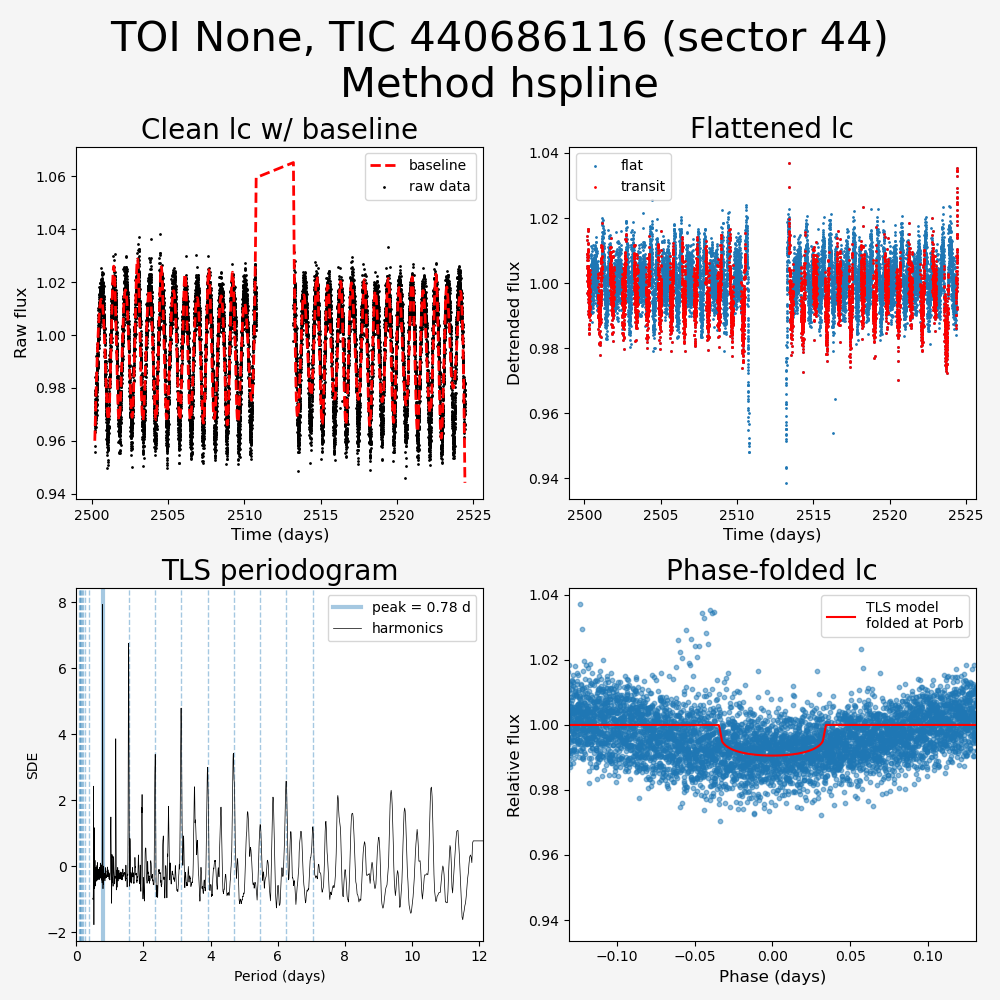 TOI None, TIC 440686116 (sector 44)
Method hspline
Clean lc w/ baseline
Raw flux
1.06
1.04
1.02
1.00
0.98
0.96
0.94
baseline
raw data
2500
2505
2510
2515
2520
2525
Time (days)
Flattened lc
Detrended flux
1.04
1.02
1.00
0.98
0.96
0.94
flat
transit
2500
2505
2510
2515
2520
2525
Time (days)
TLS periodogram
SDE
8
6
4
2
0
−2
peak = 0.78 d
harmonics
0
2
4
6
8
10
12
Period (days)
Phase-folded lc
Relative flux
1.04
1.02
1.00
0.98
0.96
0.94
TLS model
folded at Porb
−0.10
−0.05
0.00
0.05
0.10
Phase (days)